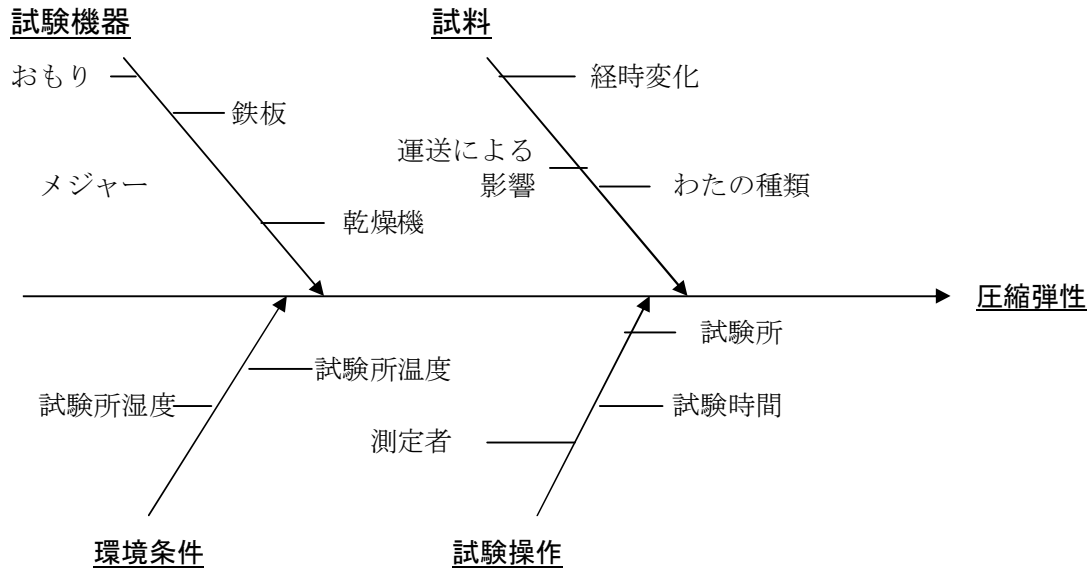 試験機器
試料
おもり
経時変化
鉄板
運送による
影響
メジャー
わたの種類
乾燥機
圧縮弾性
試験所
試験所温度
試験所湿度
試験時間
測定者
環境条件
試験操作